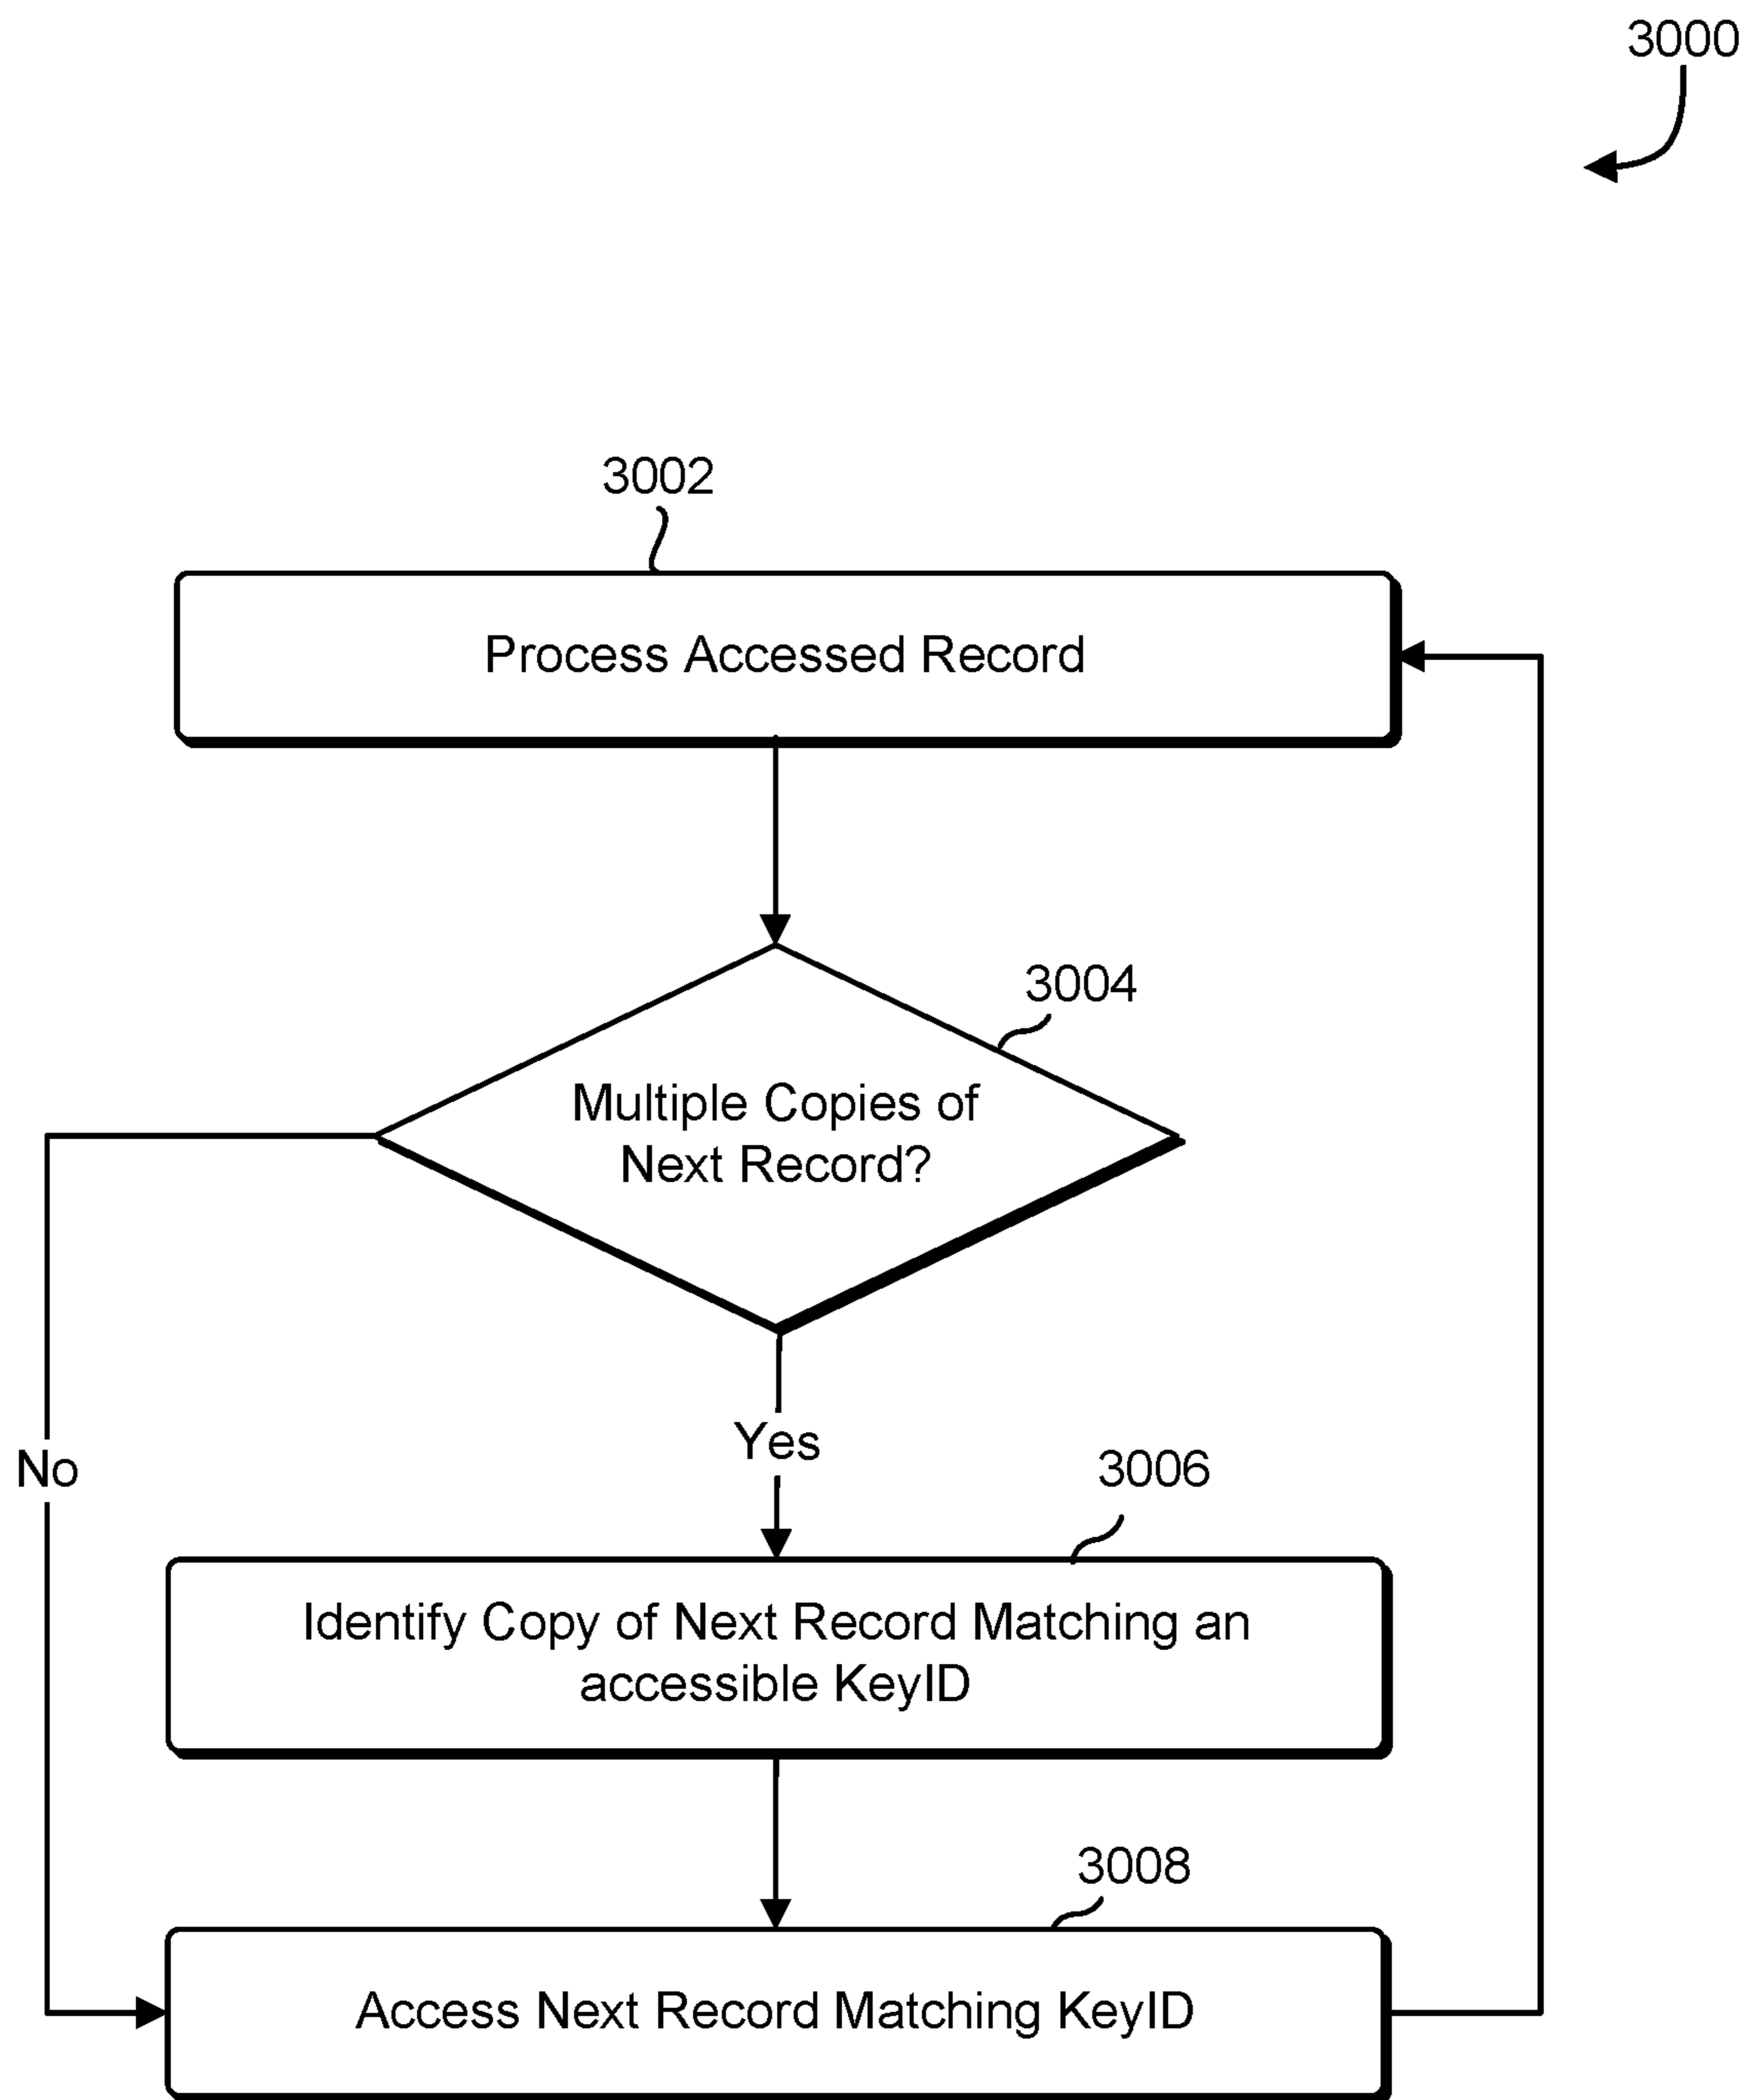 3000
3002
Process Accessed Record
3004
Multiple Copies of
Next Record?
Yes
No
3006
Identify Copy of Next Record Matching an
accessible KeyID
3008
Access Next Record Matching KeyID